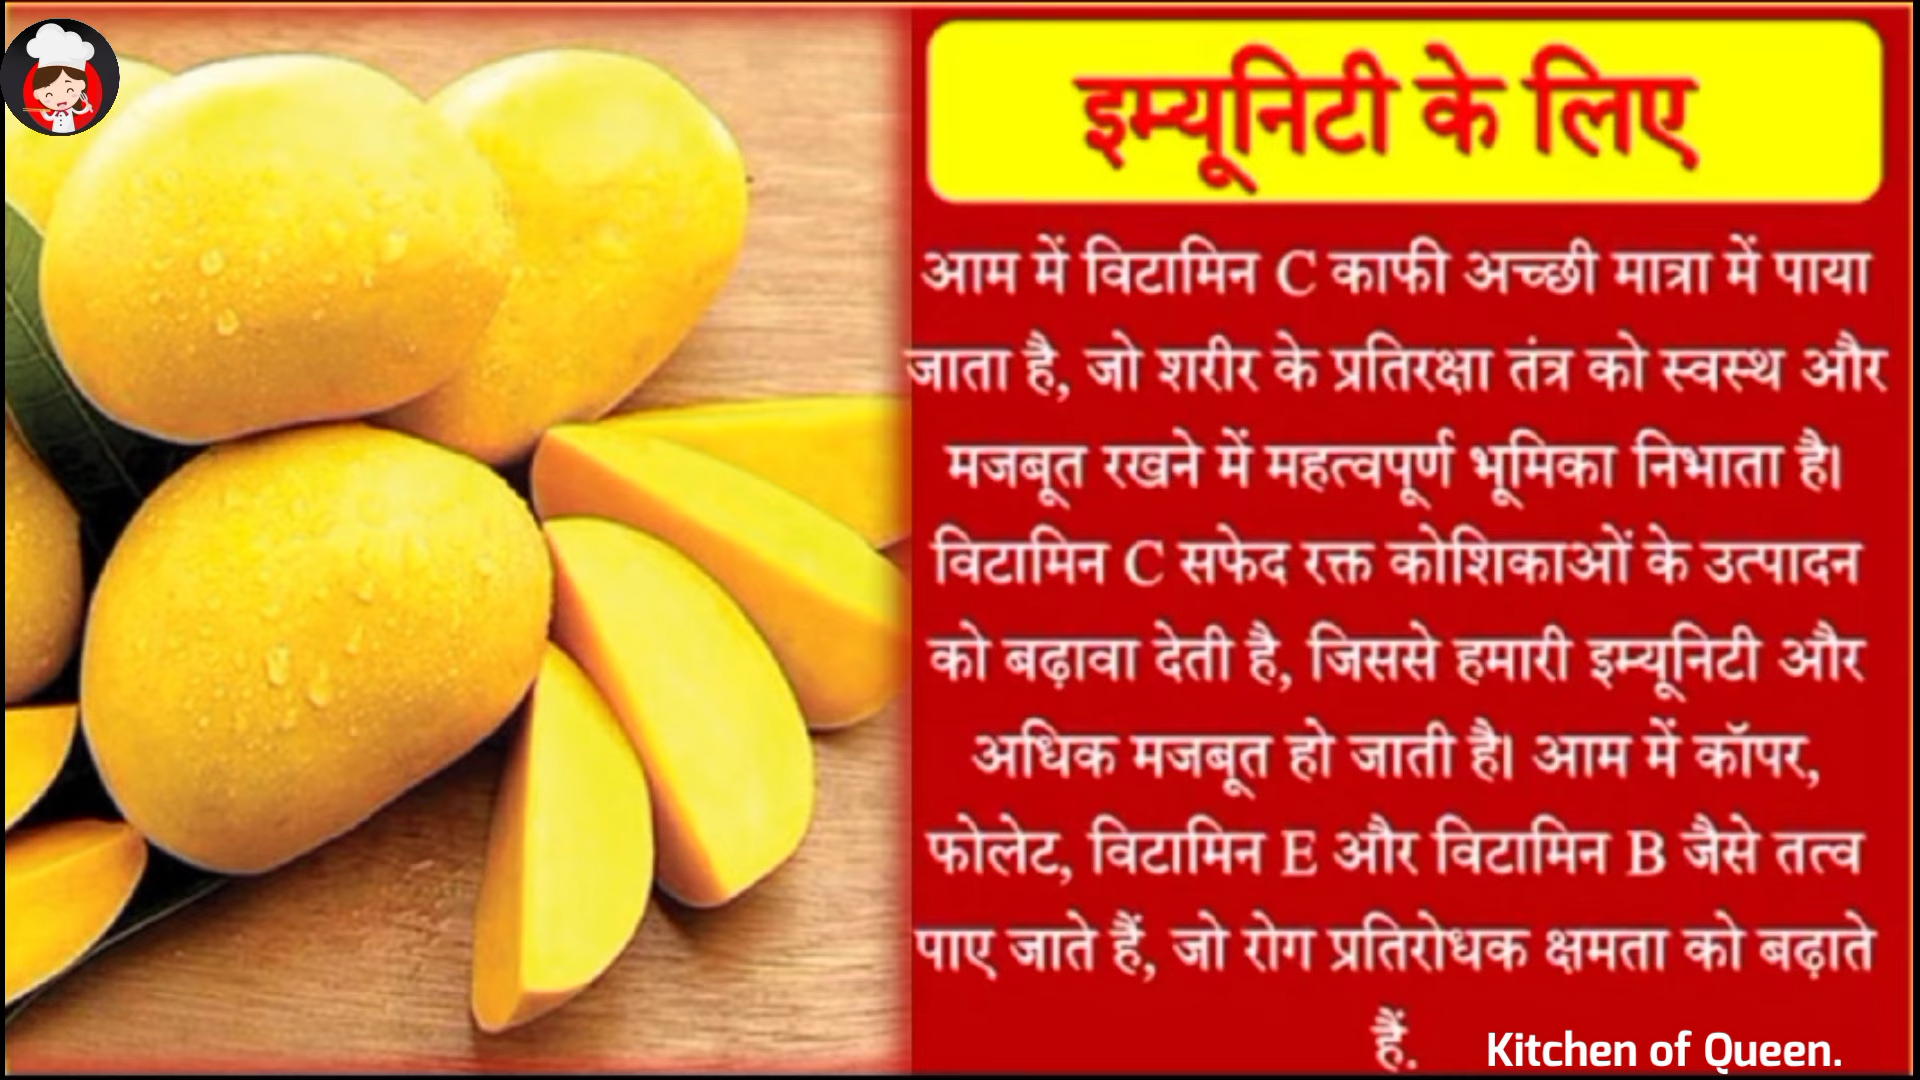 इम्यूनिटी के लिए
आम में विटामिन C काफी अच्छी मात्रा में पाया
जाता है, जो शरीर के प्रतिरक्षा तंत्र को स्वस्थ और
मजबूत रखने में महत्वपूर्ण भूमिका निभाता है।
विटामिन C सफेद रक्त कोशिकाओं के उत्पादन
को बढ़ावा देती है, जिससे हमारी इम्यूनिटी और
अधिक मजबूत हो जाती है। आम में कॉपर,
फोलेट, विटामिन E और विटामिन B जैसे तत्व
पाए जाते हैं, जो रोग प्रतिरोधक क्षमता को बढ़ाते
हैं.
Kitchen of Queen.